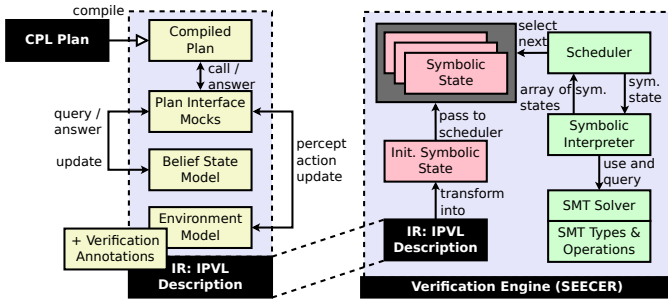 compile
CPL Plan
Compiled
Plan
call /
answer
query /
answer
Plan Interface
Mocks
percept
action
update
update
Belief State
Model
Environment
Model
+ Verification
Annotations
IR: IPVL
Description
select
next
Symbolic
State
Scheduler
array of sym.
states
sym.
state
pass to
scheduler
Symbolic
Interpreter
Init. Symbolic
State
use and
query
transform
into
SMT Solver
IR: IPVL
Description
SMT Types &
Operations
Verification Engine (SEECER)